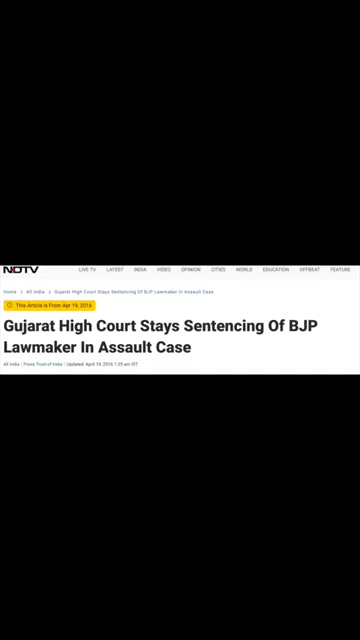 NDTV
LIVE TV LATEST INDIA VIDEO OPINION CITIES WORLD EDUCATION OFFBEAT FEATURE
Home > All India > Gujarat High Court Stays Sentencing Of BJP Lawmaker In Assault Case
This Article is From Apr 19, 2016
Gujarat High Court Stays Sentencing Of BJP
Lawmaker In Assault Case
All India | Press Trust of India | Updated: April 19, 2016 1:25 am IST